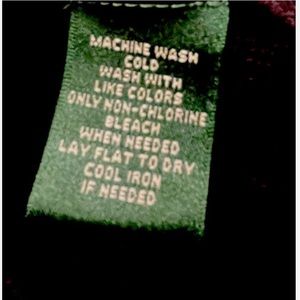 MACHINE WASH
COLD
WASH WITH
LIKE COLORS
ONLY NON-CHLORINE
BLEACH
WHEN NEEDED
LAY FLAT TO DRY
COOL IRON
IF NEEDED